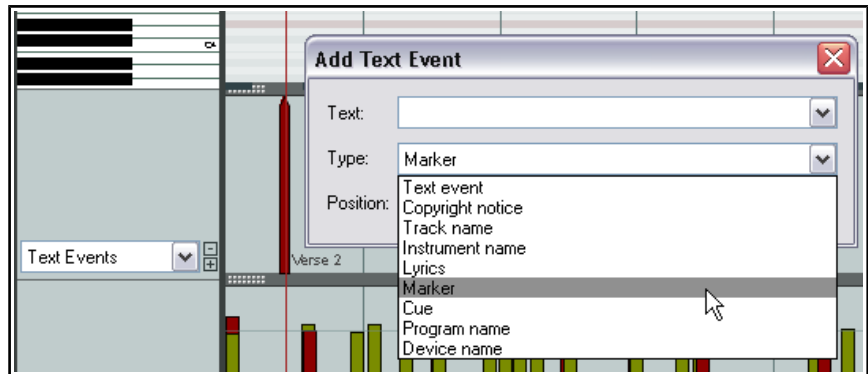 Add Text Event
Text:
Type: Marker
Position:
Text event
Copyright notice
Track name
Instrument name
Lyrics
Marker
Cue
Program name
Device name
Text Events
Verse 2